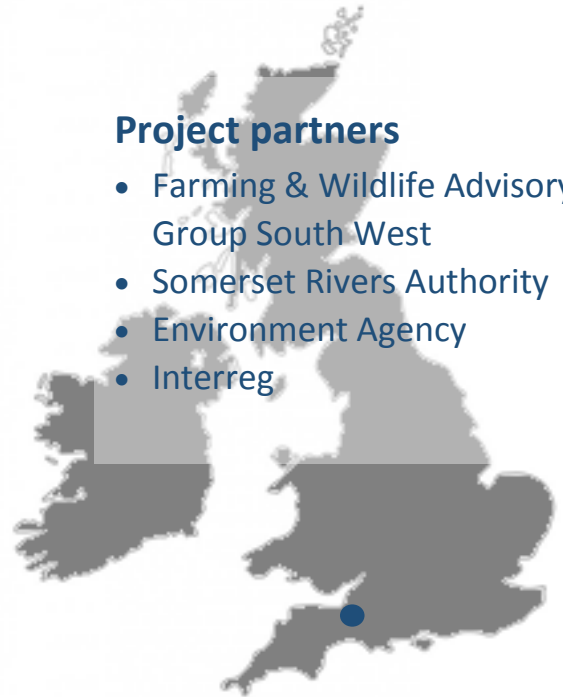 Project partners
• Farming & Wildlife Advisory
Group South West
• Somerset Rivers Authority
• Environment Agency
• Interreg